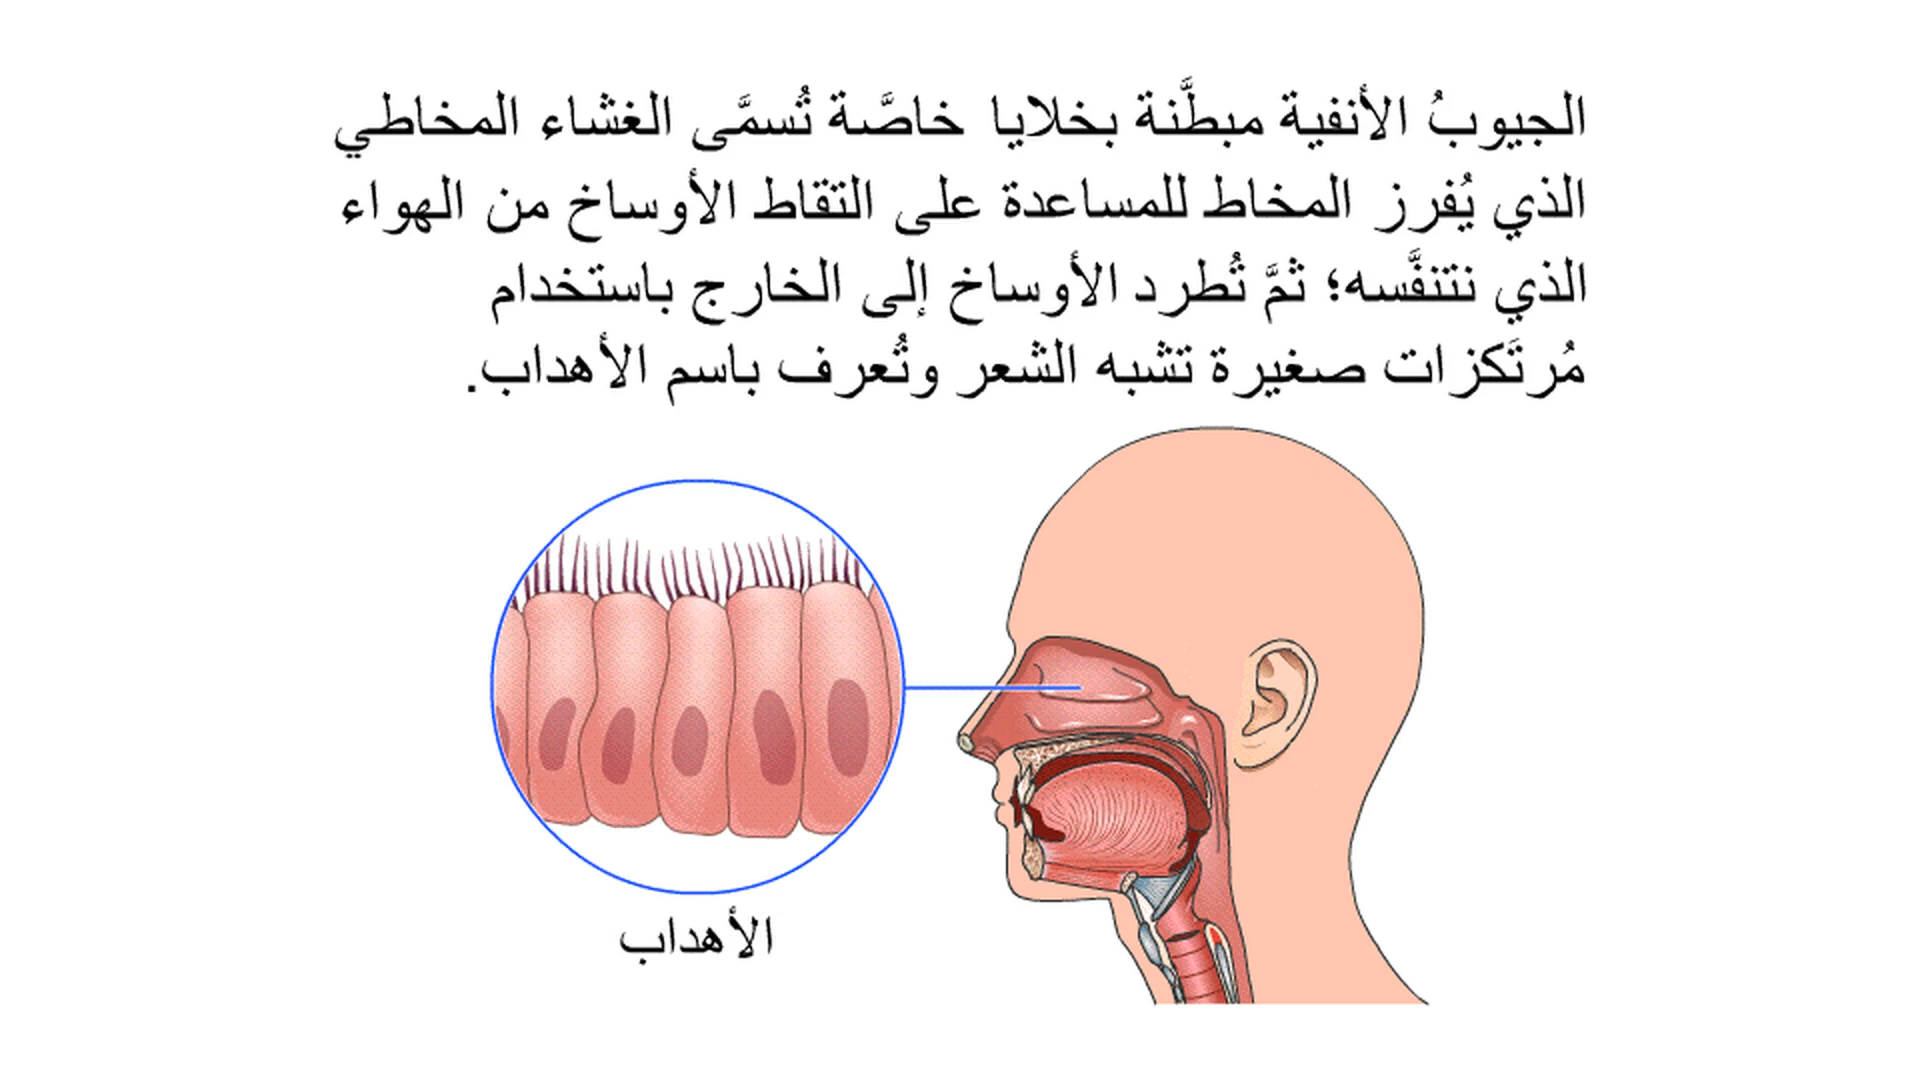 الجيوبُ الأنفية مبطَّنة بخلايا خاصَّة تُسمَّى الغشاء المخاطي
الذي يُفرز المخاط للمساعدة على التقاط الأوساخ من الهواء
الذي نتنفَّسه؛ ثمَّ تُطرد الأوساخ إلى الخارج باستخدام
مُرتَكزات صغيرة تشبه الشعر وتُعرف باسم الأهداب.
الأهداب